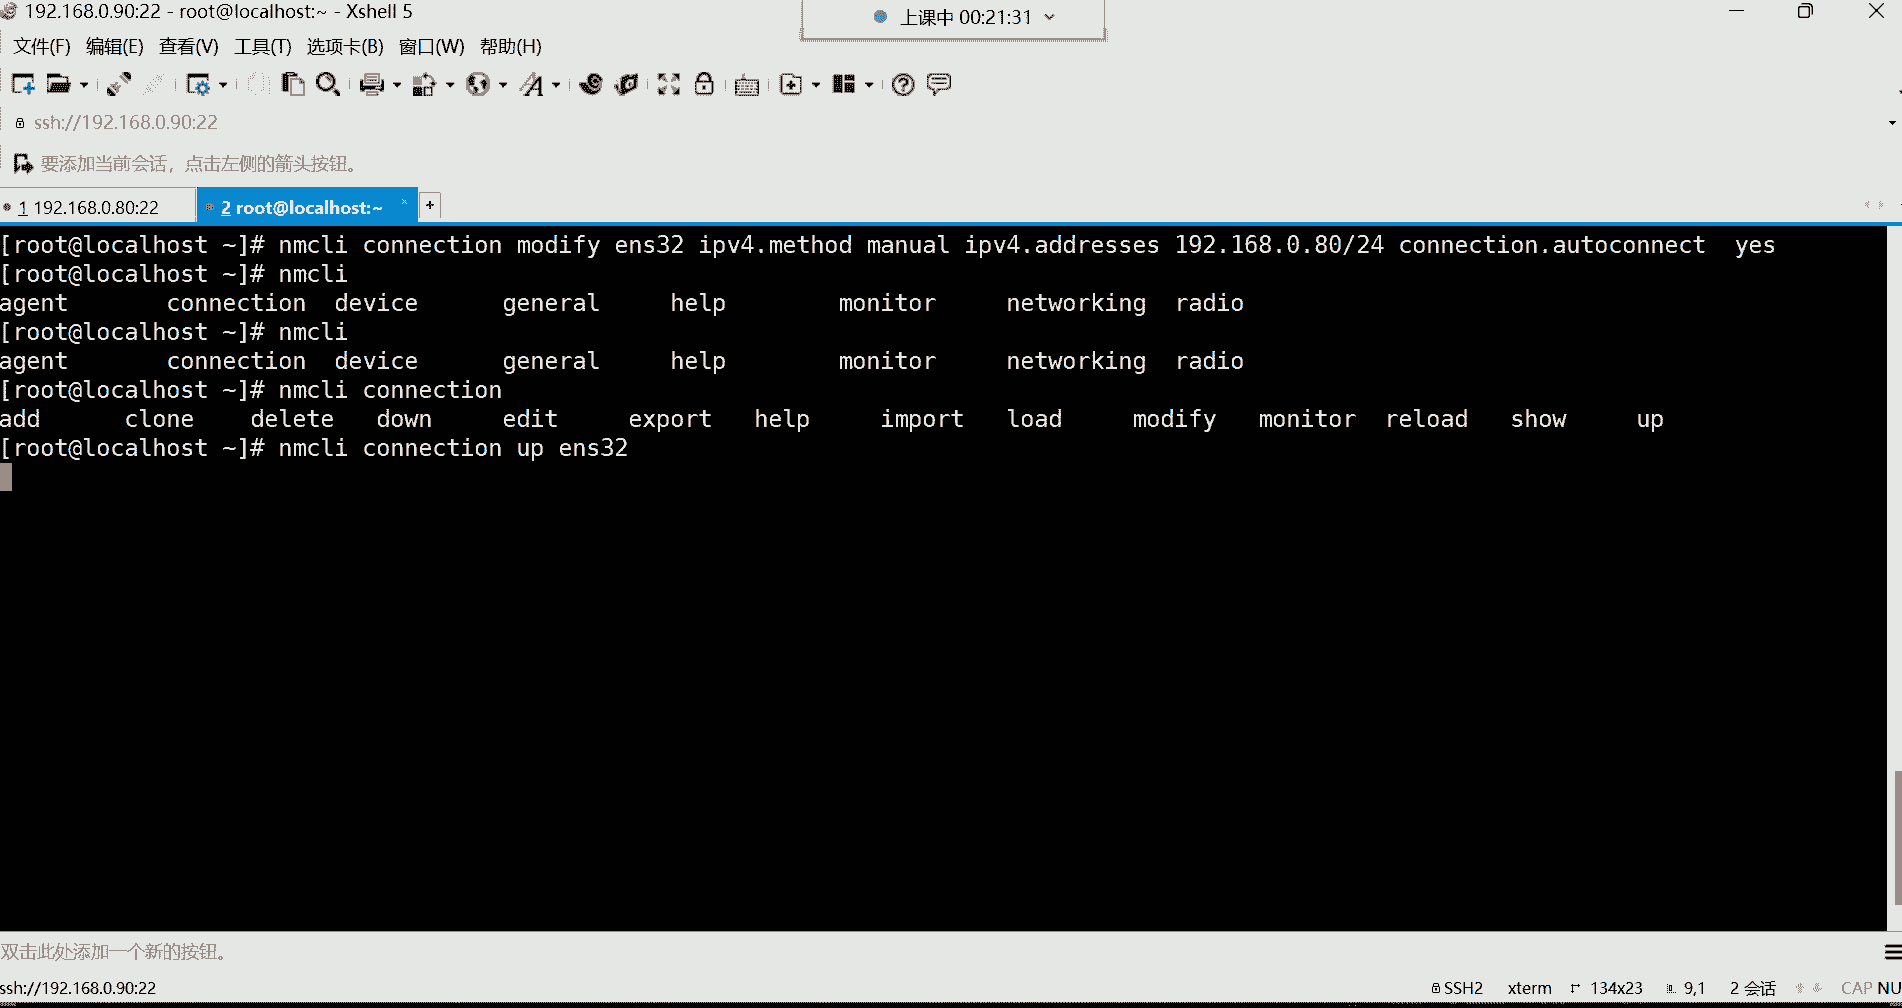 192.168.0.90:22 - root@localhost:~ - Xshell 5
上课中 00:21:31
文件(F) 编辑(E) 查看(V) 工具(T) 选项卡(B) 窗口(W) 帮助(H)
ssh://192.168.0.90:22
要添加当前会话，点击左侧的箭头按钮。
1 192.168.0.80:22 2 root@localhost:~ × +
[root@localhost ~]# nmcli connection modify ens32 ipv4.method manual ipv4.addresses 192.168.0.80/24 connection.autoconnect  yes
[root@localhost ~]# nmcli
agent       connection  device      general     help        monitor     networking  radio
[root@localhost ~]# nmcli
agent       connection  device      general     help        monitor     networking  radio
[root@localhost ~]# nmcli connection
add      clone    delete   down     edit     export   help     import   load     modify   monitor  reload   show     up
[root@localhost ~]# nmcli connection up ens32
双击此处添加一个新的按钮。
ssh://192.168.0.90:22 SSH2 xterm 134x23 9,1 2 会话 CAP NU